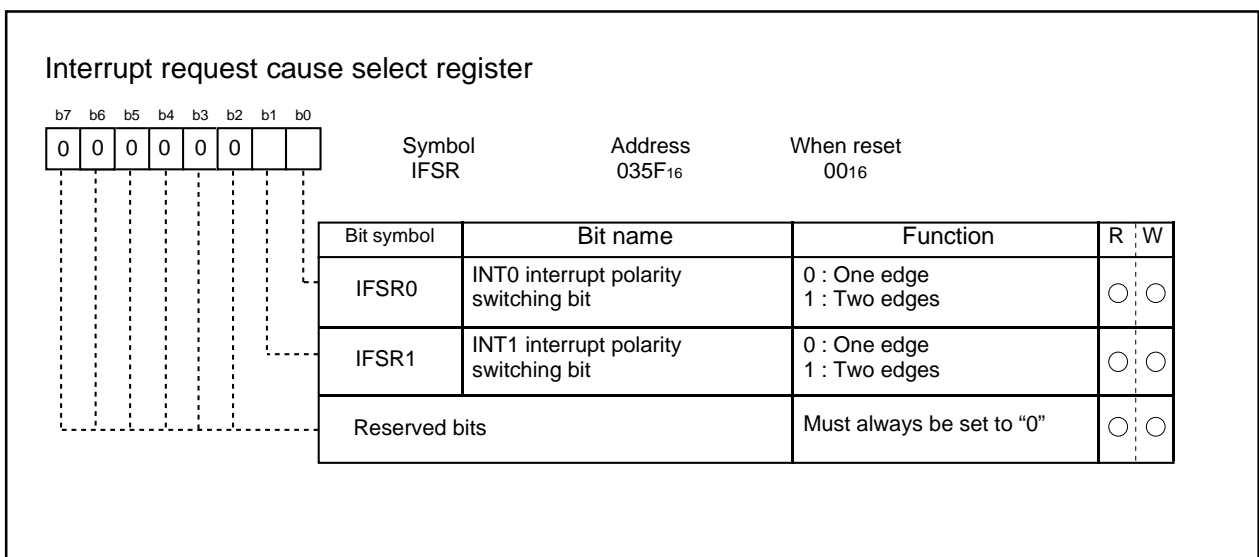 Interrupt request cause select register
b7 b6 b5 b4 b3 b2 b1 b0
0 0 0 0 0 0
Symbol Address When reset
IFSR 035F16 0016
Bit symbol Bit name Function R W
IFSR0 INT0 interrupt polarity 0 : One edge
switching bit 1 : Two edges
IFSR1 INT1 interrupt polarity 0 : One edge
switching bit 1 : Two edges
Reserved bits Must always be set to “0”